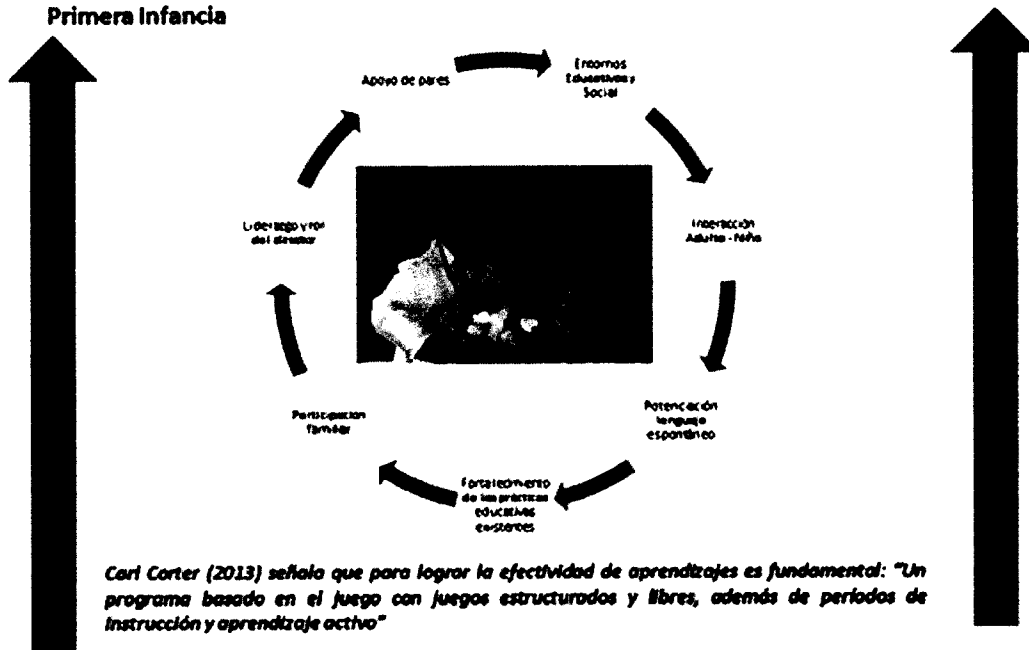 Primera Infancia
Apoyo de pares
Entornos
Educativos y
Social
Interacción
Adulto - Niño
Potenciación
lenguaje
espontáneo
Fortalecimiento
de las prácticas
educativas
existentes
Participación
familiar
Liderazgo y rol
del
Carl Corter (2013) señala que para lograr la efectividad de aprendizajes es fundamental: "Un
programa basado en el juego con juegos estructurados y libres, además de períodos de
instrucción y aprendizaje activo"